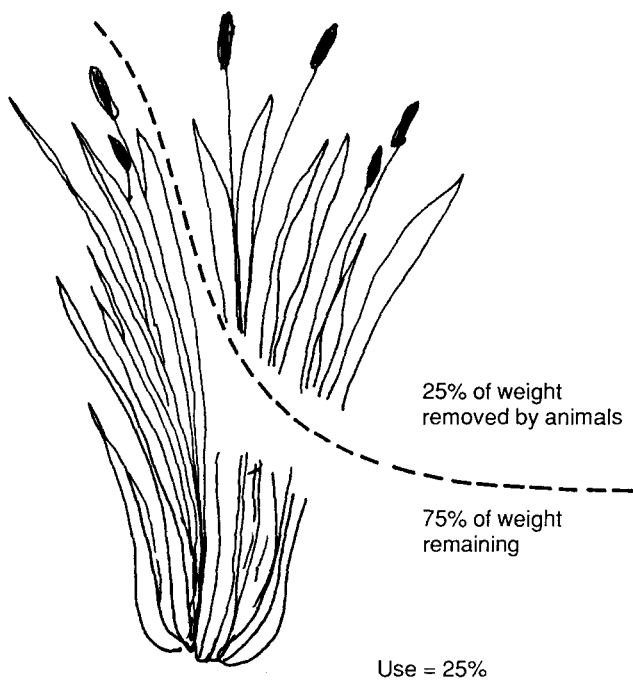 25% of weight
removed by animals
75% of weight
remaining
Use = 25%